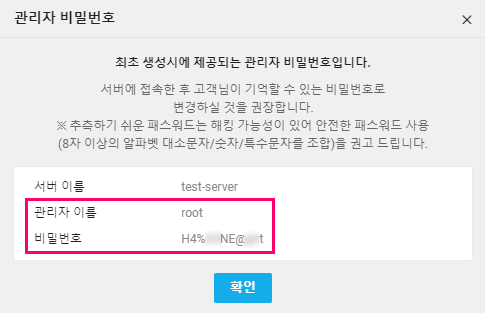 관리자 비밀번호
최초 생성시에 제공되는 관리자 비밀번호입니다.
서버에 접속한 후 고객님이 기억할 수 있는 비밀번호로
변경하실 것을 권장합니다.
※ 추측하기 쉬운 패스워드는 해킹 가능성이 있어 안전한 패스워드 사용
(8자 이상의 알파벳 대소문자/숫자/특수문자를 조합)을 권고 드립니다.
서버 이름 test-server
관리자 이름 root
비밀번호 H4% NE@ t
확인